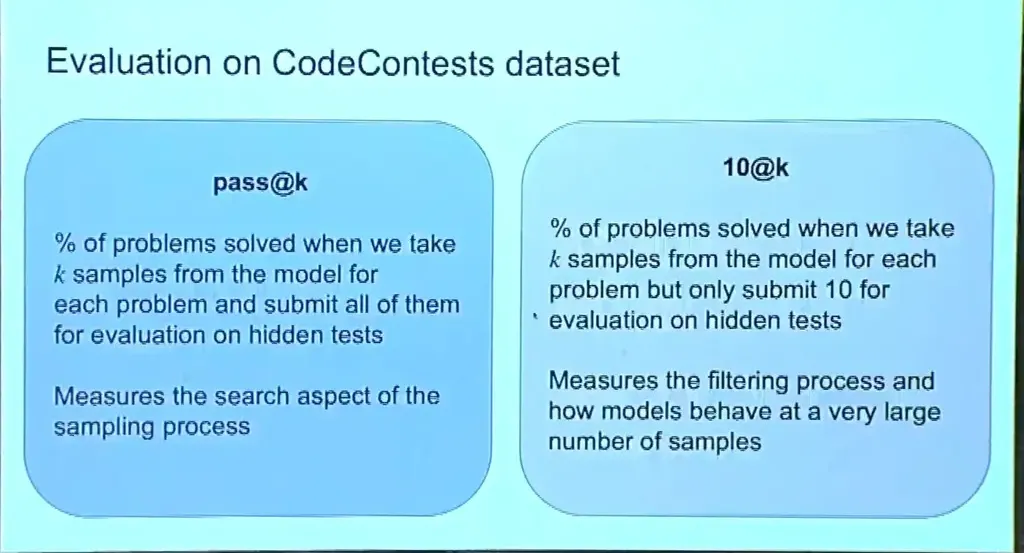 Evaluation on CodeContests dataset
pass@k
% of problems solved when we take
k samples from the model for
each problem and submit all of them
for evaluation on hidden tests
Measures the search aspect of the
sampling process
10@k
% of problems solved when we take
k samples from the model for each
problem but only submit 10 for
evaluation on hidden tests
Measures the filtering process and
how models behave at a very large
number of samples